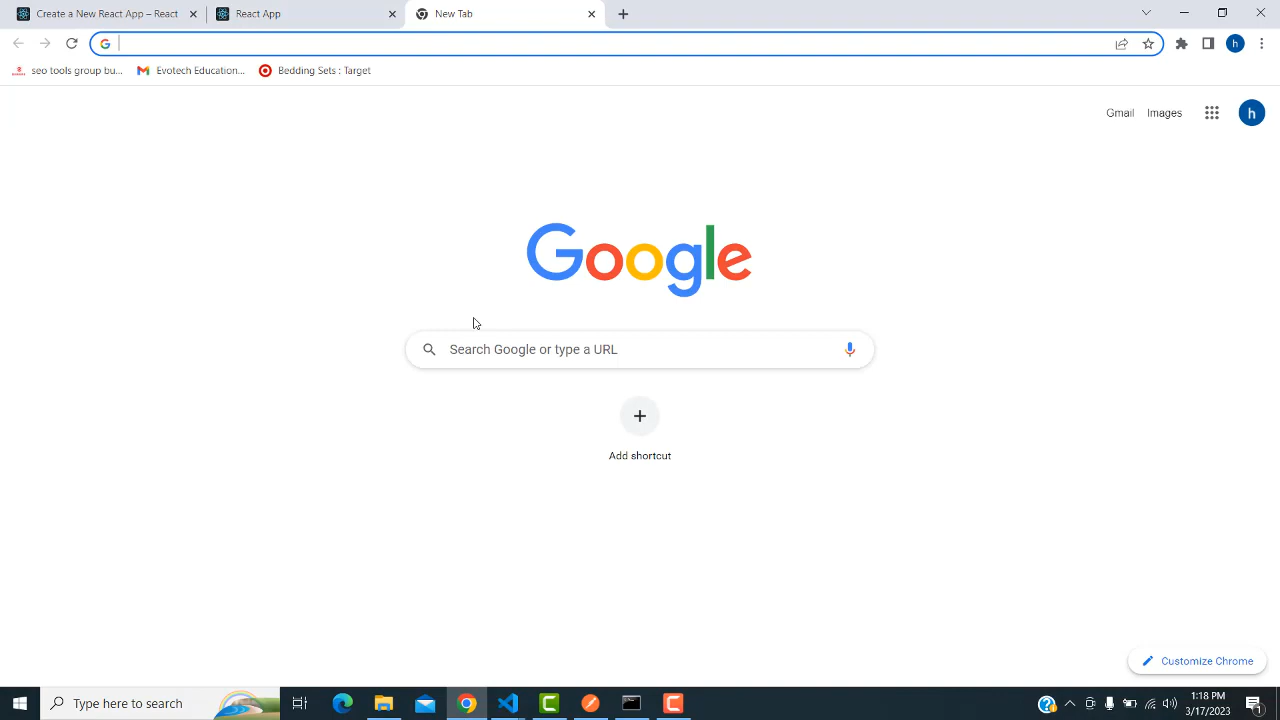 Create a New React App – React
React App
New Tab
seo tools group bu...
Evotech Education...
Bedding Sets : Target
Gmail
Images
h
Google
Search Google or type a URL
Add shortcut
Customize Chrome
Type here to search
1:18 PM
3/17/2023